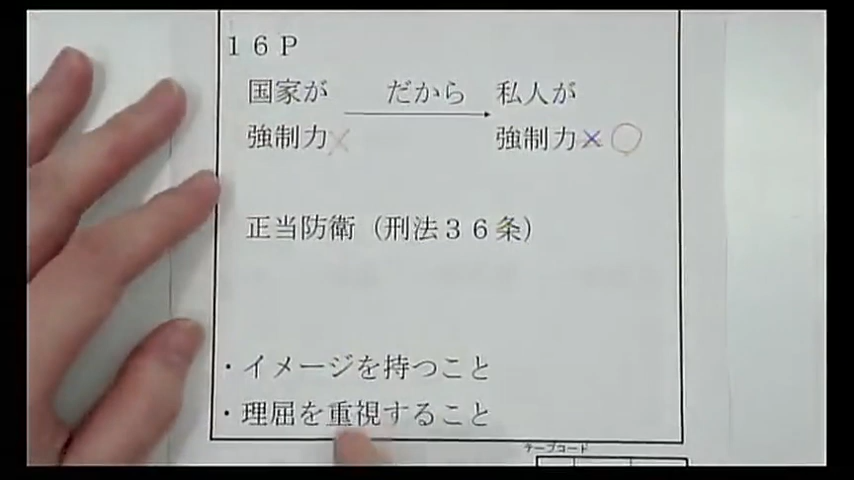 16P
国家が だから 私人が
強制力× 強制力×○
正当防衛（刑法36条）
・イメージを持つこと
・理屈を重視すること
テープコード